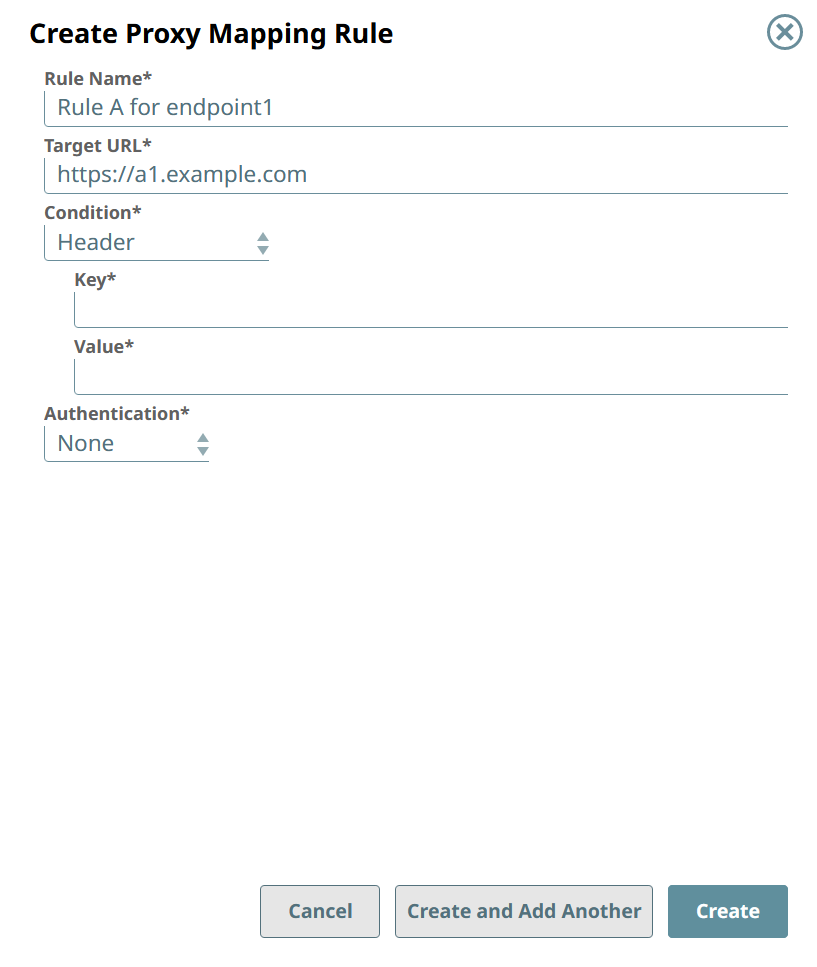 Create Proxy Mapping Rule
Rule Name*
Rule A for endpoint1
Target URL*
https://a1.example.com
Condition*
Header
Key*
Value*
Authentication*
None
Cancel Create and Add Another Create